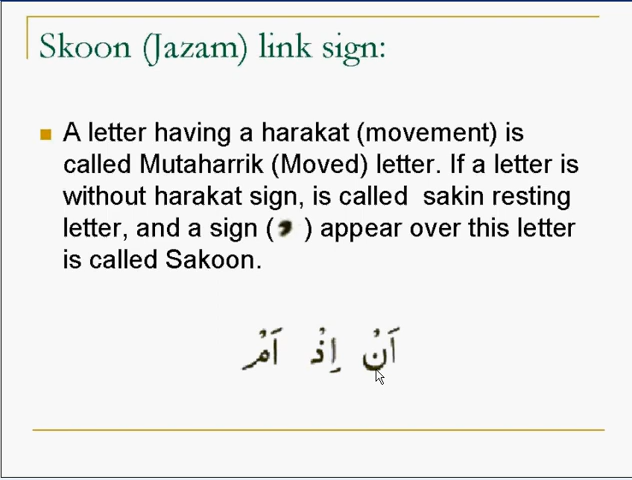 Skoon (Jazam) link sign:
A letter having a harakat (movement) is
called Mutaharrik (Moved) letter. If a letter is
without harakat sign, is called sakin resting
letter, and a sign ( ) appear over this letter
is called Sakoon.
اَنْ اِذْ اَمْ